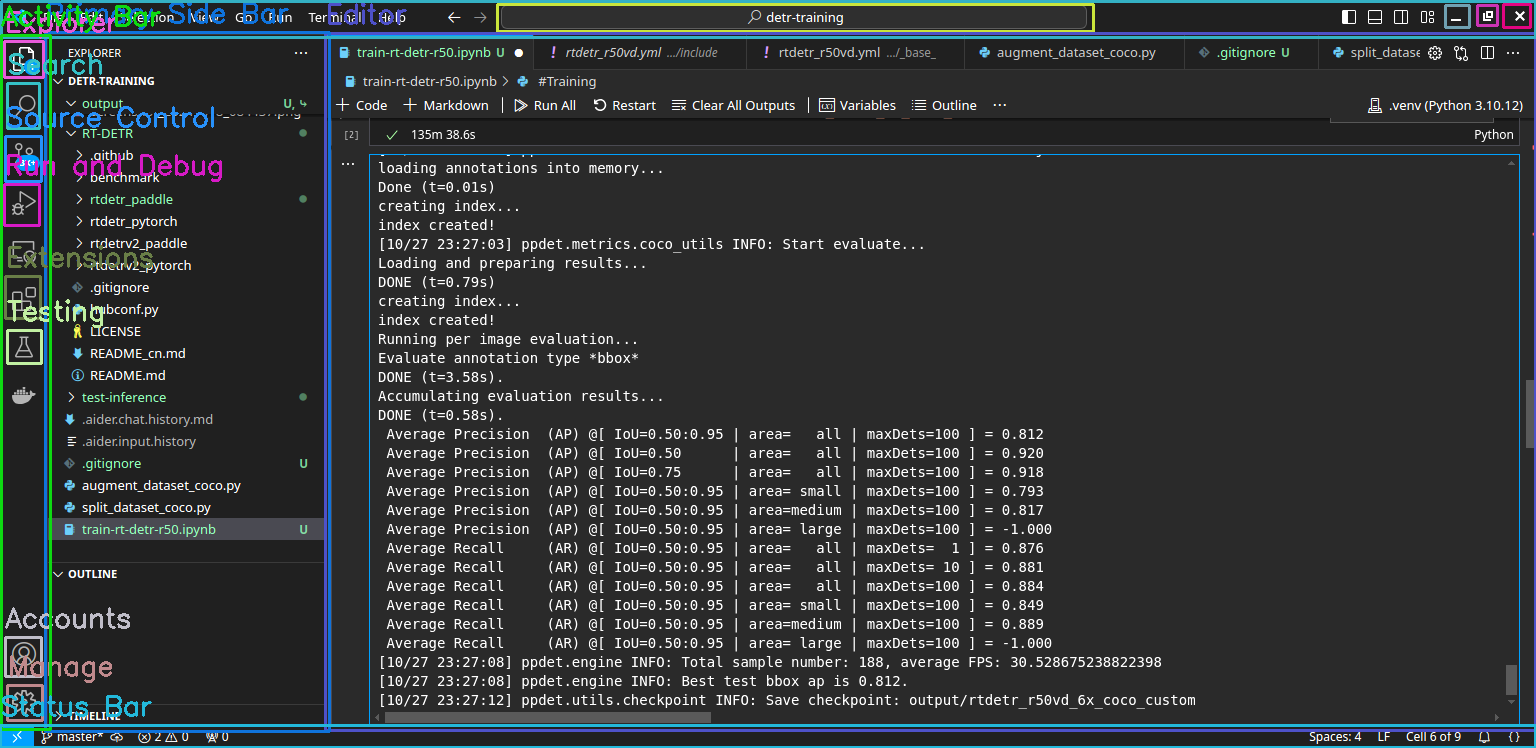 Activity Bar
Explorer
Primary Side Bar
Edit Selection View Go Run Terminal Help
Editor
detr-training
EXPLORER
train-rt-detr-r50.ipynb U
rtdetr_r50vd.yml .../include
rtdetr_r50vd.yml .../_base_
augment_dataset_coco.py
.gitignore U
split_datase
Search
DETR-TRAINING
train-rt-detr-r50.ipynb > #Training
output U,
Code
Markdown
Run All
Restart
Clear All Outputs
Variables
Outline
.venv (Python 3.10.12)
Source Control
RT-DETR
[2]
135m 38.6s
Python
.github
Run and Debug
benchmark
rtdetr_paddle
rtdetr_pytorch
rtdetrv2_paddle
Extensions
rtdetrv2_pytorch
.gitignore
Testing
hubconf.py
LICENSE
README_cn.md
README.md
test-inference
.aider.chat.history.md
.aider.input.history
.gitignore U
augment_dataset_coco.py
split_dataset_coco.py
train-rt-detr-r50.ipynb U
OUTLINE
Accounts
Manage
Status Bar
TIMELINE
loading annotations into memory...
Done (t=0.01s)
creating index...
index created!
[10/27 23:27:03] ppdet.metrics.coco_utils INFO: Start evaluate...
Loading and preparing results...
DONE (t=0.79s)
creating index...
index created!
Running per image evaluation...
Evaluate annotation type *bbox*
DONE (t=3.58s).
Accumulating evaluation results...
DONE (t=0.58s).
Average Precision  (AP) @[ IoU=0.50:0.95 | area=   all | maxDets=100 ] = 0.812
Average Precision  (AP) @[ IoU=0.50      | area=   all | maxDets=100 ] = 0.920
Average Precision  (AP) @[ IoU=0.75      | area=   all | maxDets=100 ] = 0.918
Average Precision  (AP) @[ IoU=0.50:0.95 | area= small | maxDets=100 ] = 0.793
Average Precision  (AP) @[ IoU=0.50:0.95 | area=medium | maxDets=100 ] = 0.817
Average Precision  (AP) @[ IoU=0.50:0.95 | area= large | maxDets=100 ] = -1.000
Average Recall     (AR) @[ IoU=0.50:0.95 | area=   all | maxDets=  1 ] = 0.876
Average Recall     (AR) @[ IoU=0.50:0.95 | area=   all | maxDets= 10 ] = 0.881
Average Recall     (AR) @[ IoU=0.50:0.95 | area=   all | maxDets=100 ] = 0.884
Average Recall     (AR) @[ IoU=0.50:0.95 | area= small | maxDets=100 ] = 0.849
Average Recall     (AR) @[ IoU=0.50:0.95 | area=medium | maxDets=100 ] = 0.889
Average Recall     (AR) @[ IoU=0.50:0.95 | area= large | maxDets=100 ] = -1.000
[10/27 23:27:08] ppdet.engine INFO: Total sample number: 188, average FPS: 30.528675238822398
[10/27 23:27:08] ppdet.engine INFO: Best test bbox ap is 0.812.
[10/27 23:27:12] ppdet.utils.checkpoint INFO: Save checkpoint: output/rtdetr_r50vd_6x_coco_custom
master* 2 0 0
Spaces: 4 LF Cell 6 of 9 {}